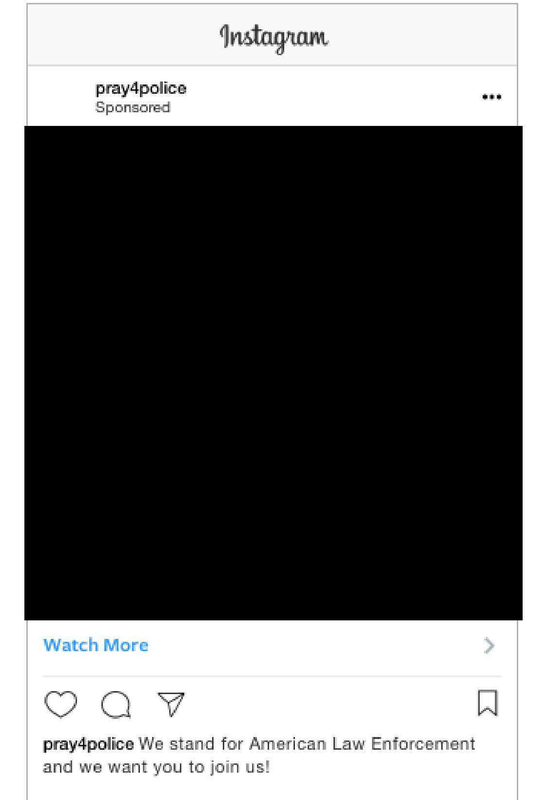 Instagram
pray4police
Sponsored
Watch More
pray4police We stand for American Law Enforcement
and we want you to join us!